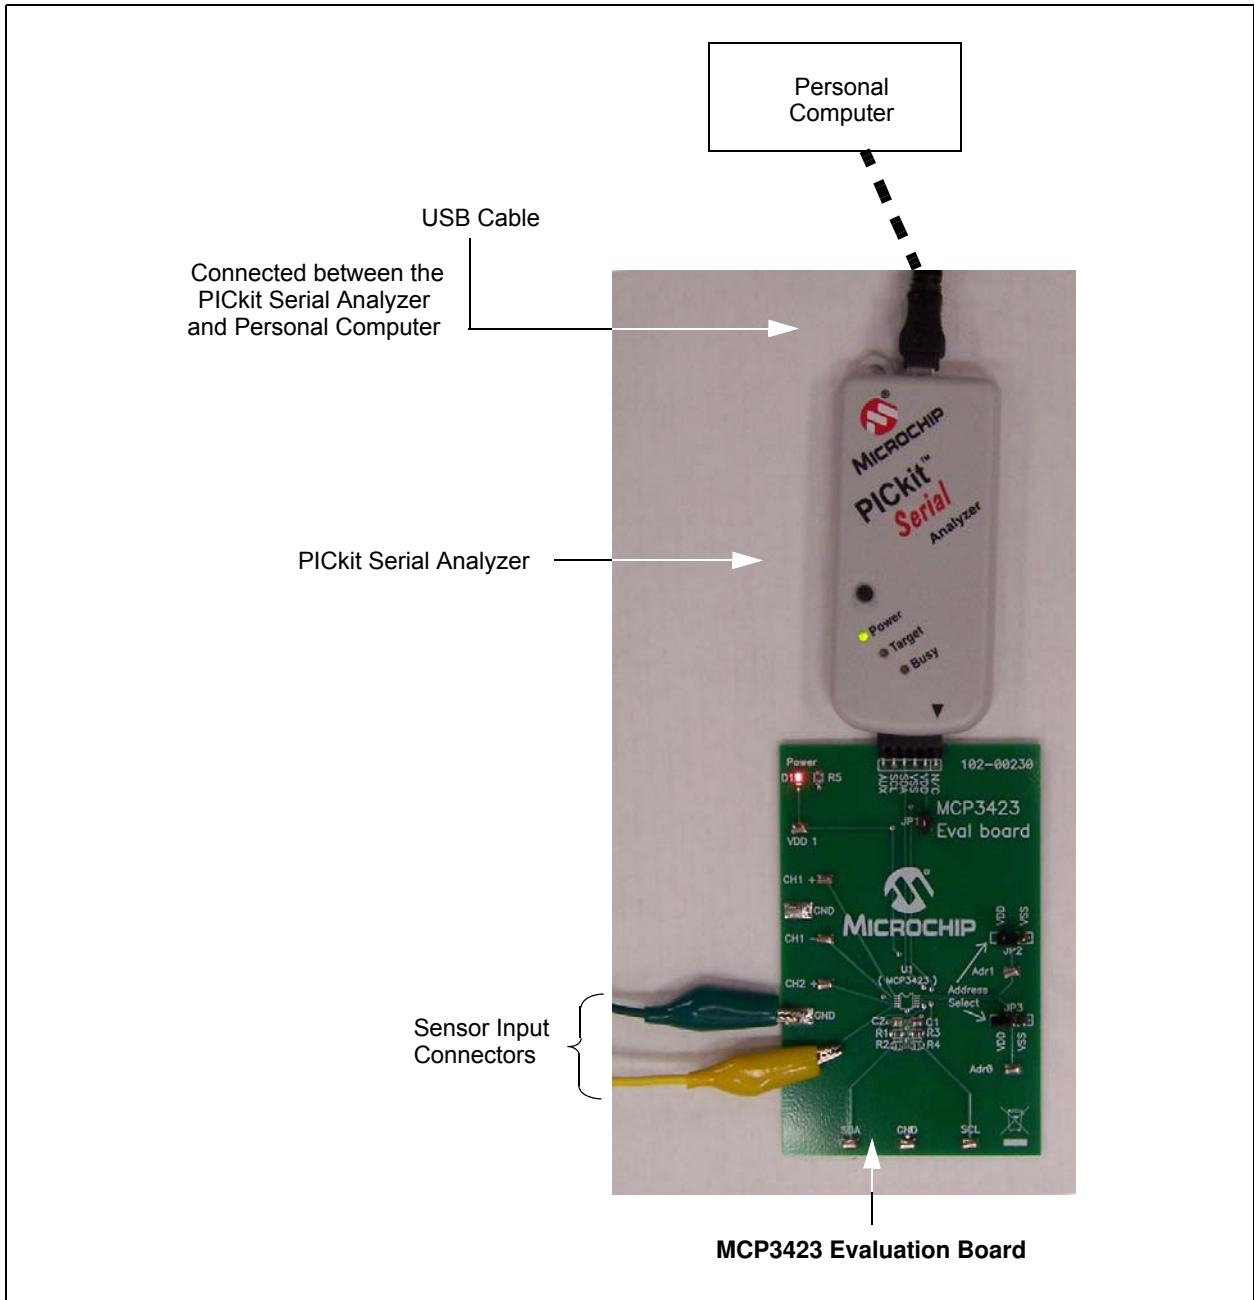 Personal
Computer
USB Cable
Connected between the
PICkit Serial Analyzer
and Personal Computer
MICROCHIP
PICkit™
Serial
Analyzer
PICkit Serial Analyzer
Power
Target
Busy
Power
D1 R5
AUX
SCL
SDA
VSS
VDD
N/C
102-00230
JP1
MCP3423
Eval board
VDD 1
CH1 +
GND
CH1 -
CH2 +
GND
MICROCHIP
VDD
VSS
JP2
Adr1
U1
( MCP3423 )
Address
Select
JP3
VDD
VSS
C2 C1
R1 R3
R2 R4
Adr0
Sensor Input
Connectors
SDA
GND
SCL
MCP3423 Evaluation Board